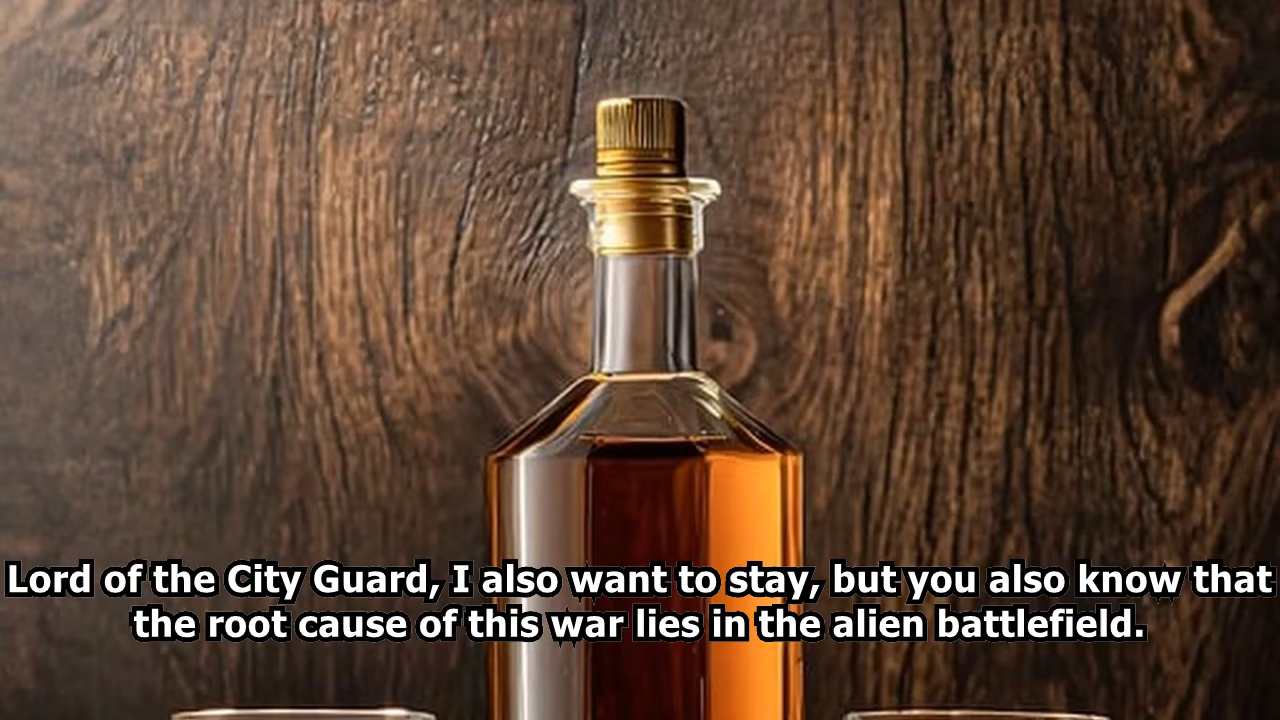 Lord of the City Guard, I also want to stay, but you also know that
the root cause of this war lies in the alien battlefield.